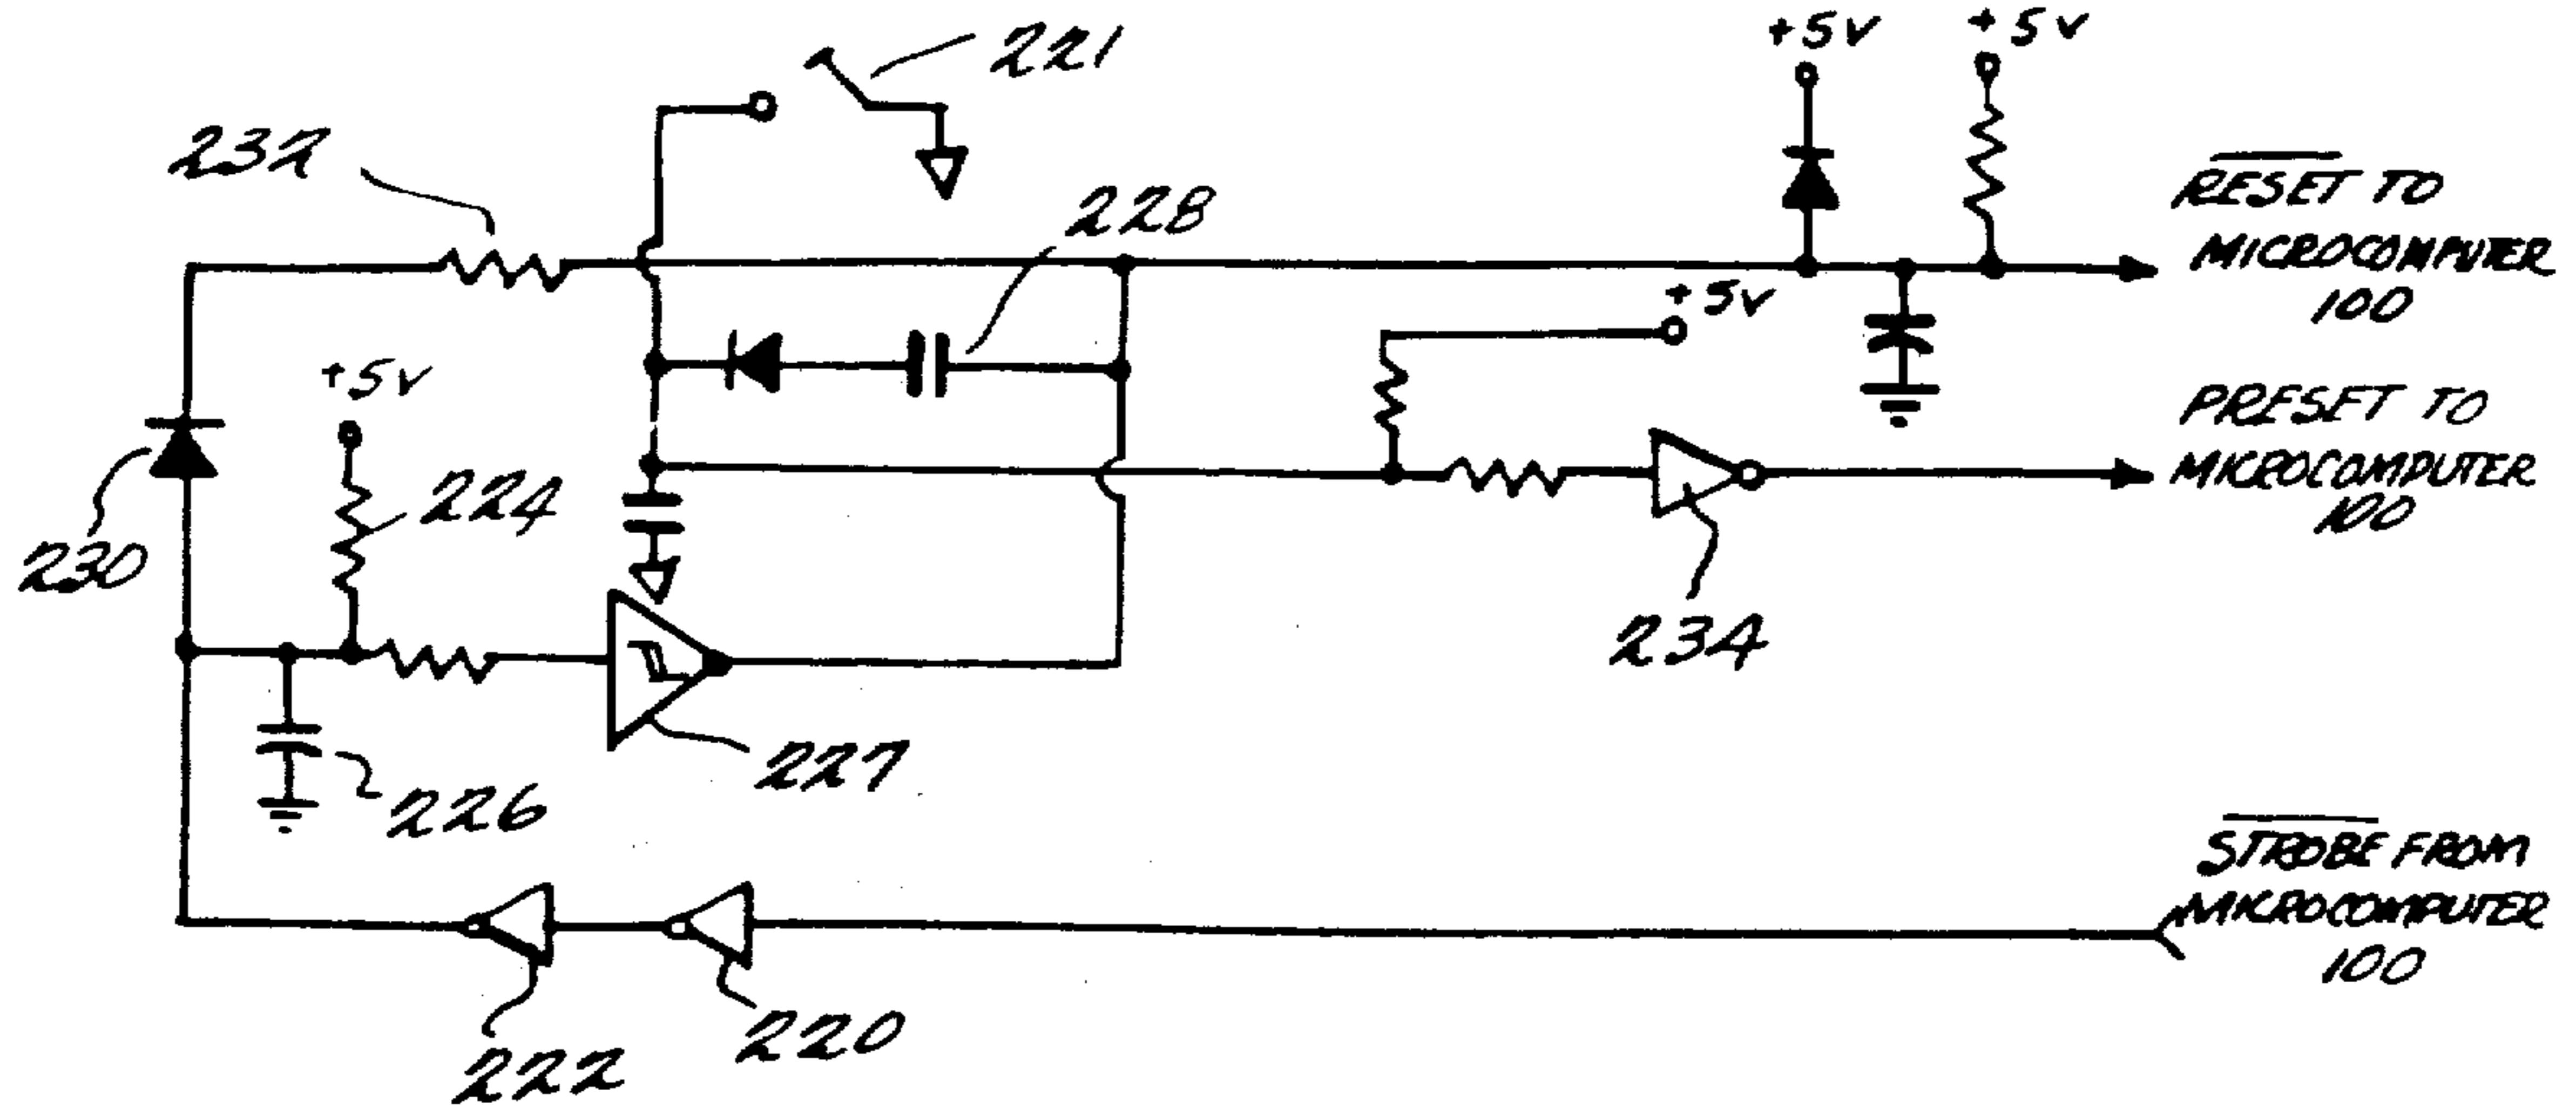 +5V
+5V
221
232
RESET TO
MICROCOMPUTER
100
228
+5V
+5V
PRESET TO
MICROCOMPUTER
100
224
230
234
227
226
STROBE FROM
MICROCOMPUTER
100
220
222